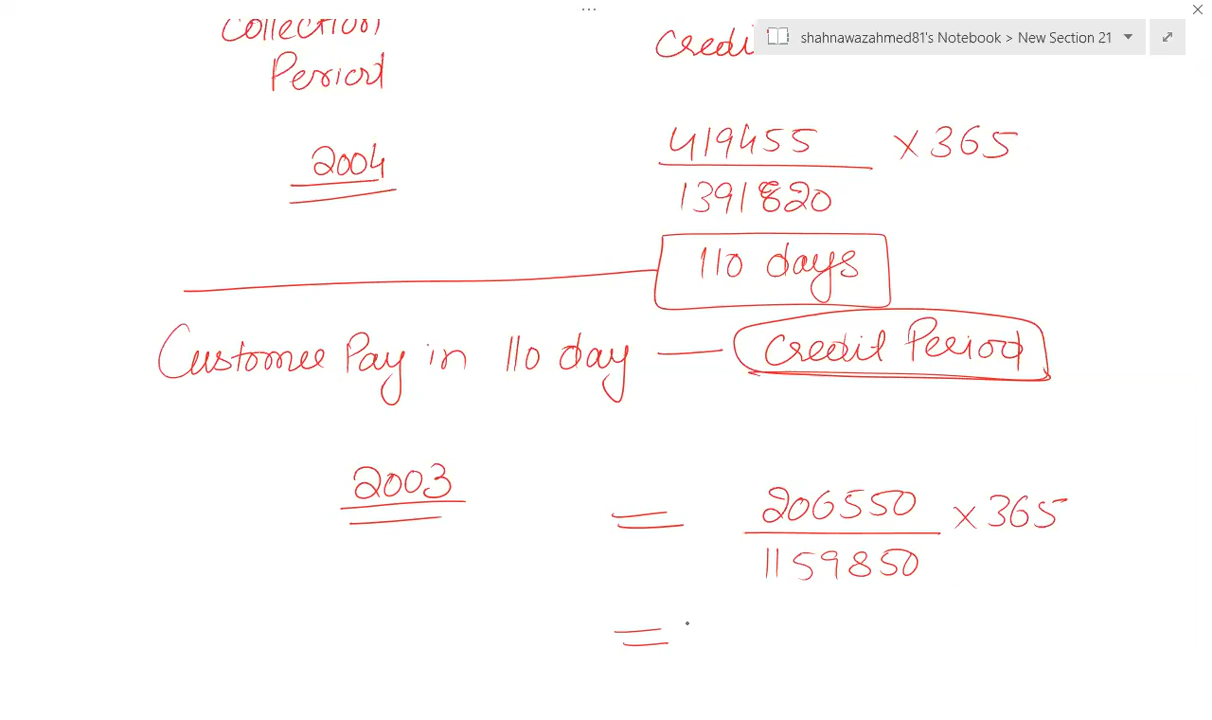 shahnawazahmed81's Notebook > New Section 21
Collection
Period
Credi
2004
419455 × 365
1391820
110 days
Customer Pay in 110 day — Credit Period
2003
= 206550 × 365
1159850
=